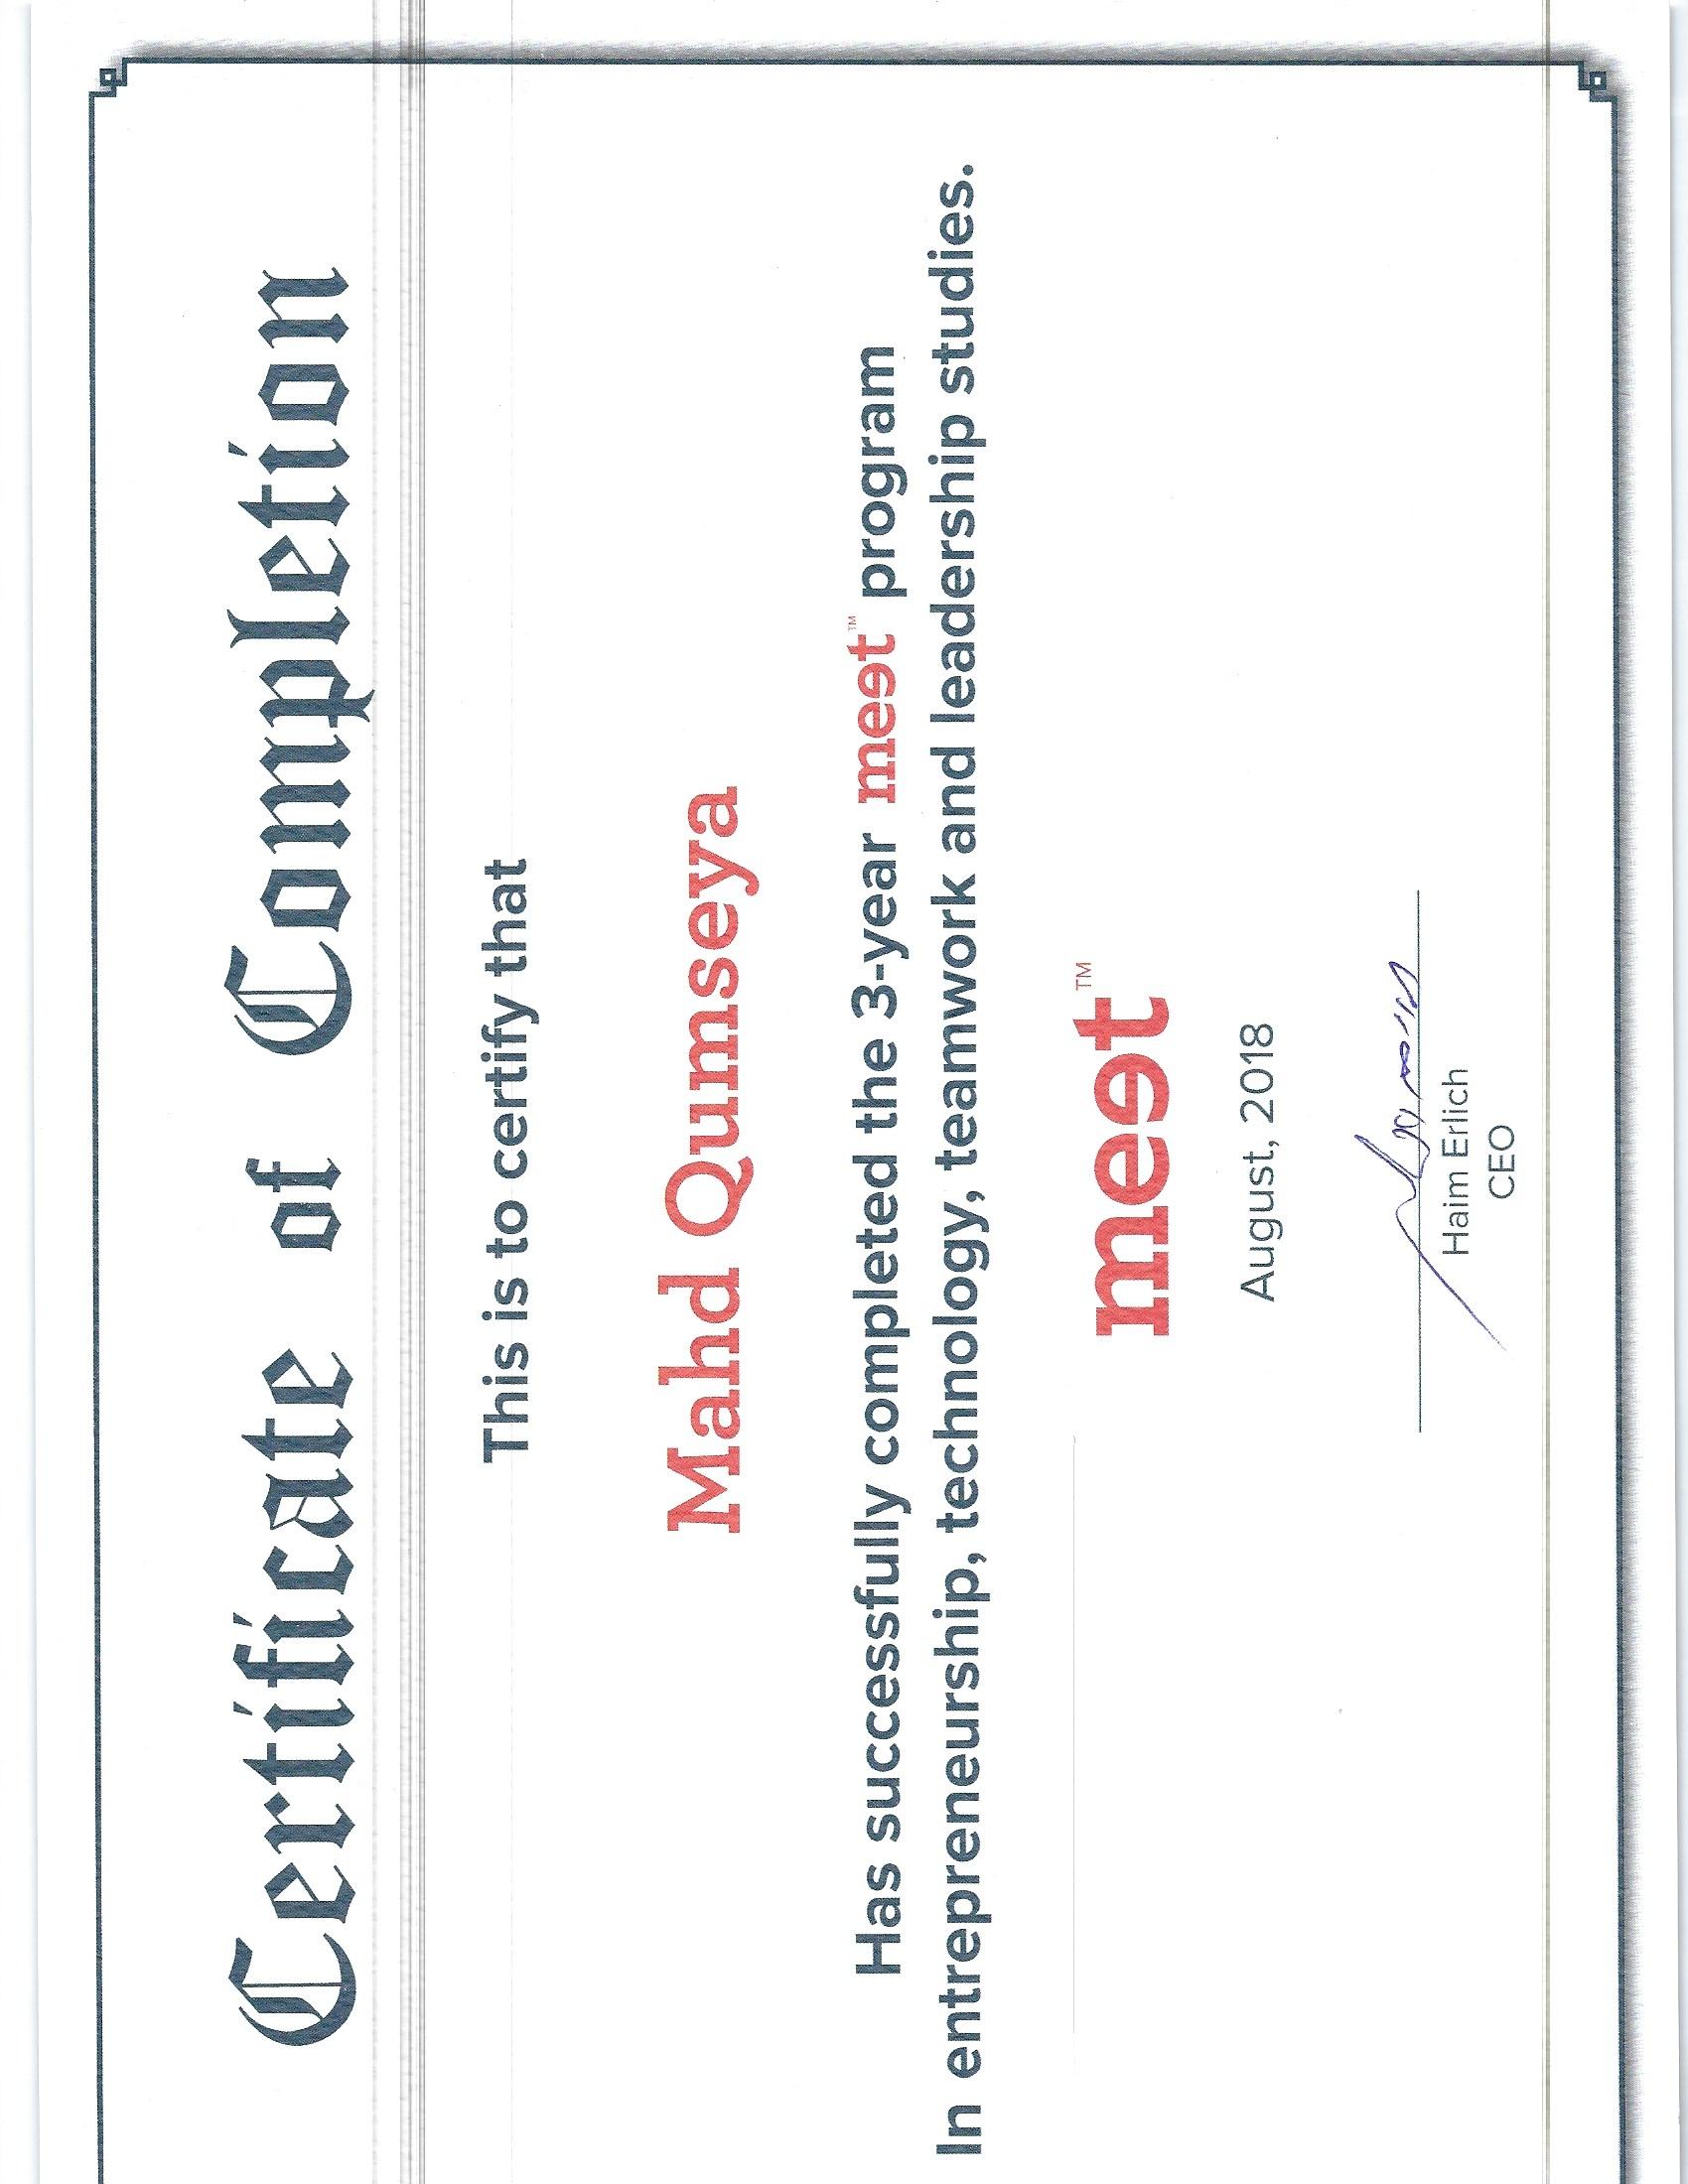 Certificate of Completion
This is to certify that
Mahd Qumseya
Has successfully completed the 3-year meet™ program
In entrepreneurship, technology, teamwork and leadership studies.
meet™
August, 2018
Haim Erlich
CEO